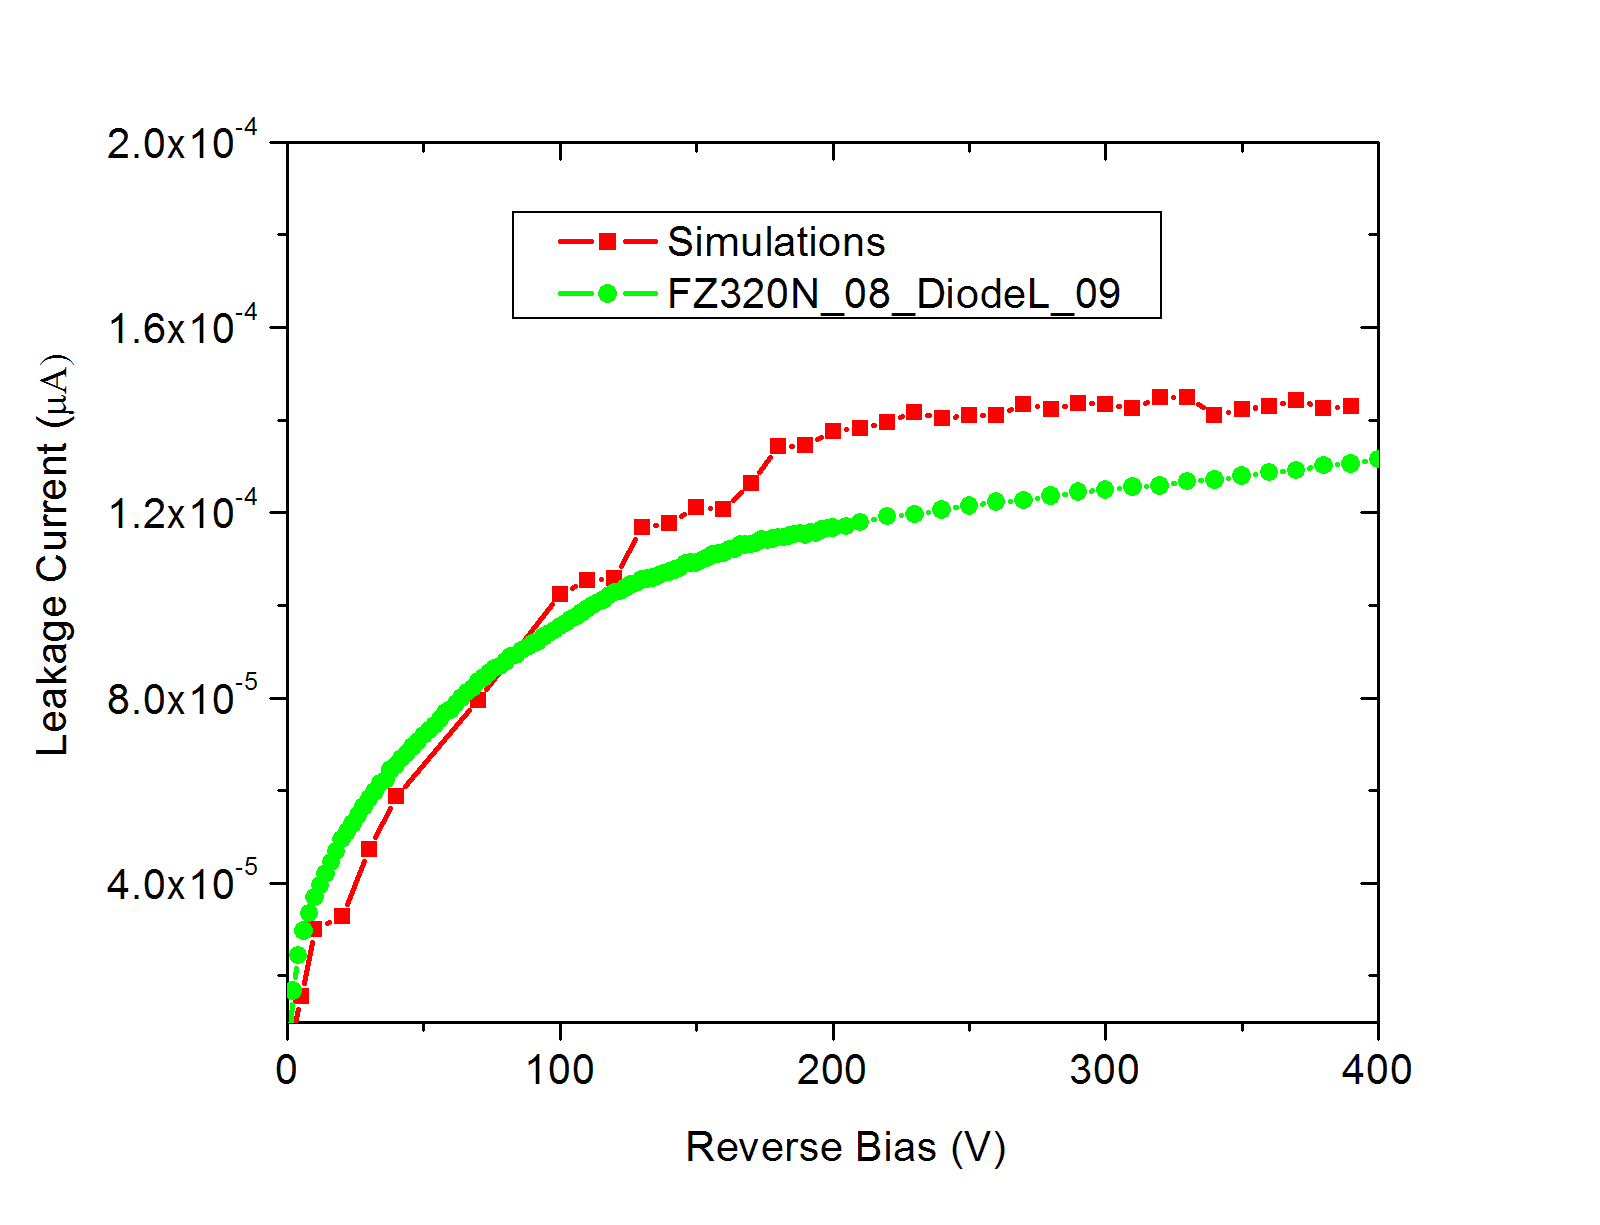 2.0x10⁻⁴
1.6x10⁻⁴
1.2x10⁻⁴
8.0x10⁻⁵
4.0x10⁻⁵
Leakage Current (μA)
Simulations
FZ320N_08_DiodeL_09
0 100 200 300 400
Reverse Bias (V)